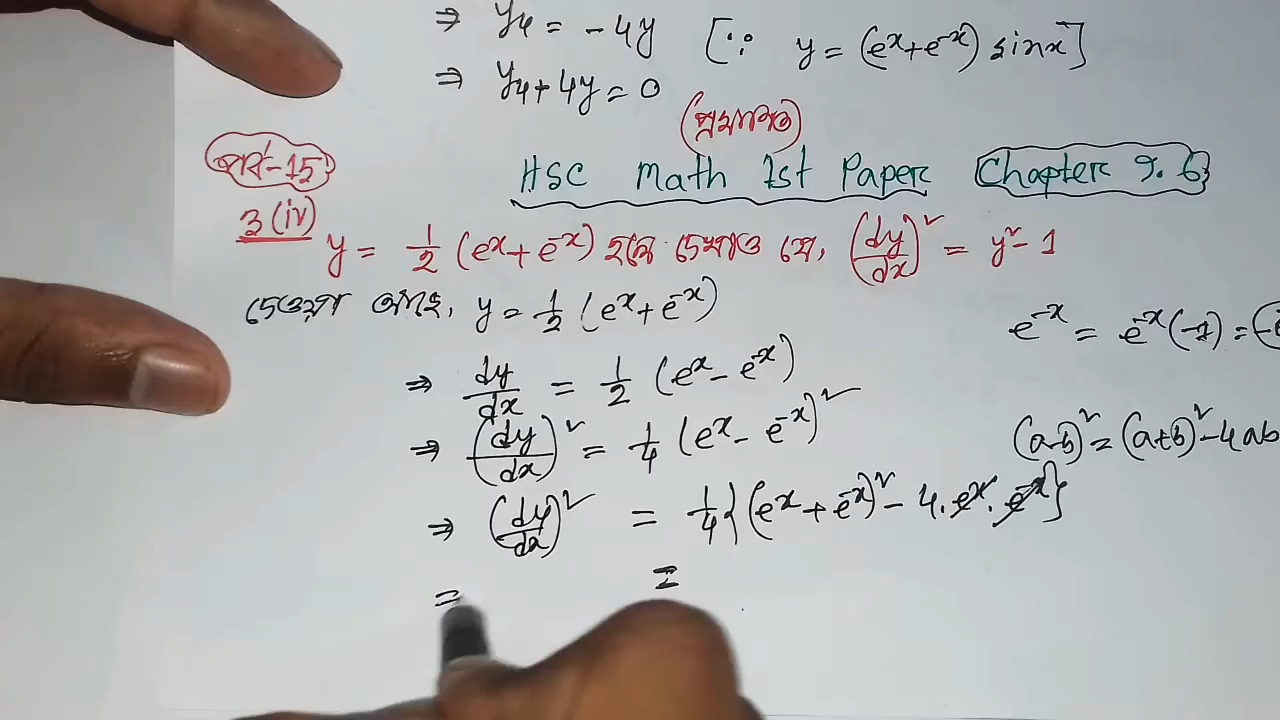 ⇒ y₄ = -4y [∵ y = (eˣ+e⁻ˣ) sinx]
⇒ y₄+4y = 0
(প্রমাণিত)
পর্ব-15
HSC Math 1st Paper Chapter 9.6
3(iv) y = 1/2 (eˣ+e⁻ˣ) হলে দেখাও যে, (dy/dx)² = y²-1
দেওয়া আছে, y = 1/2 (eˣ+e⁻ˣ)
e⁻ˣ = e⁻ˣ(-1) =
⇒ dy/dx = 1/2 (eˣ-e⁻ˣ)
⇒ (dy/dx)² = 1/4 (eˣ-e⁻ˣ)²
(a-b)² = (a+b)²-4ab
⇒ (dy/dx)² = 1/4{(eˣ+e⁻ˣ)²-4.eˣ.e⁻ˣ}
= =